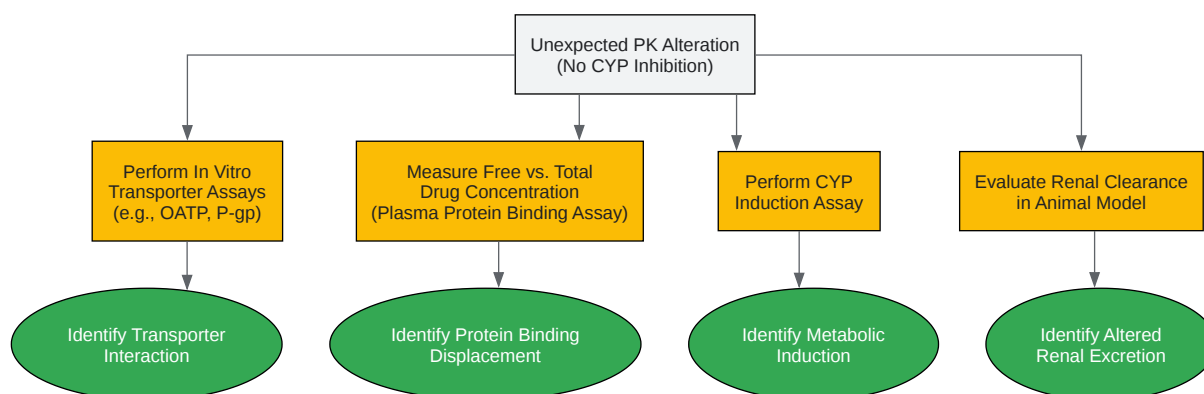 Unexpected PK Alteration
(No CYP Inhibition)
Perform In Vitro
Transporter Assays
(e.g., OATP, P-gp)
Measure Free vs. Total
Drug Concentration
(Plasma Protein Binding Assay)
Perform CYP
Induction Assay
Evaluate Renal Clearance
in Animal Model
Identify Transporter
Interaction
Identify Protein Binding
Displacement
Identify Metabolic
Induction
Identify Altered
Renal Excretion